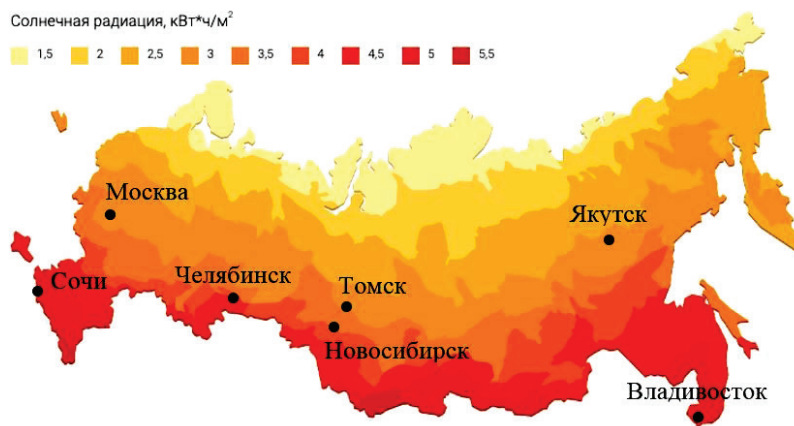 Солнечная радиация, кВт*ч/м²
1,5 2 2,5 3 3,5 4 4,5 5 5,5
Москва
Якутск
Сочи
Челябинск
Томск
Новосибирск
Владивосток